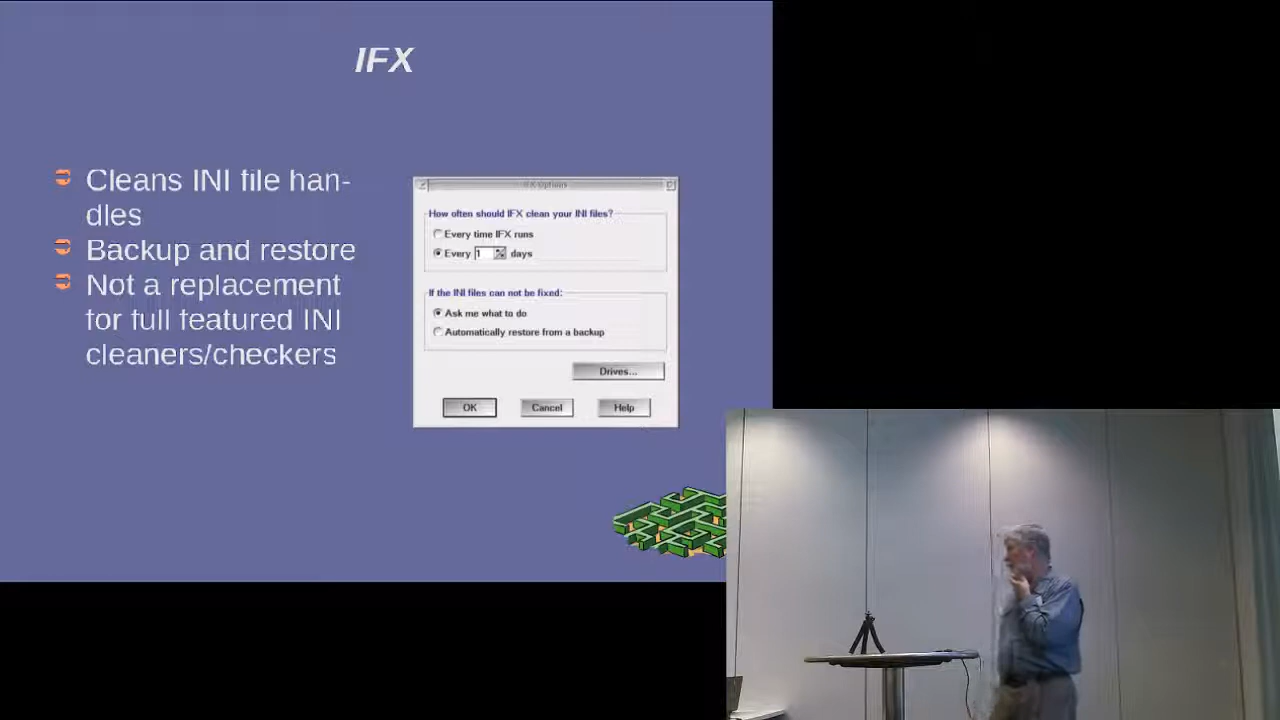 IFX
Cleans INI file han-
dles
Backup and restore
Not a replacement
for full featured INI
cleaners/checkers
IFX Options
How often should IFX clean your INI files?
Every time IFX runs
Every 1 days
If the INI files can not be fixed:
Ask me what to do
Automatically restore from a backup
Drives...
OK Cancel Help